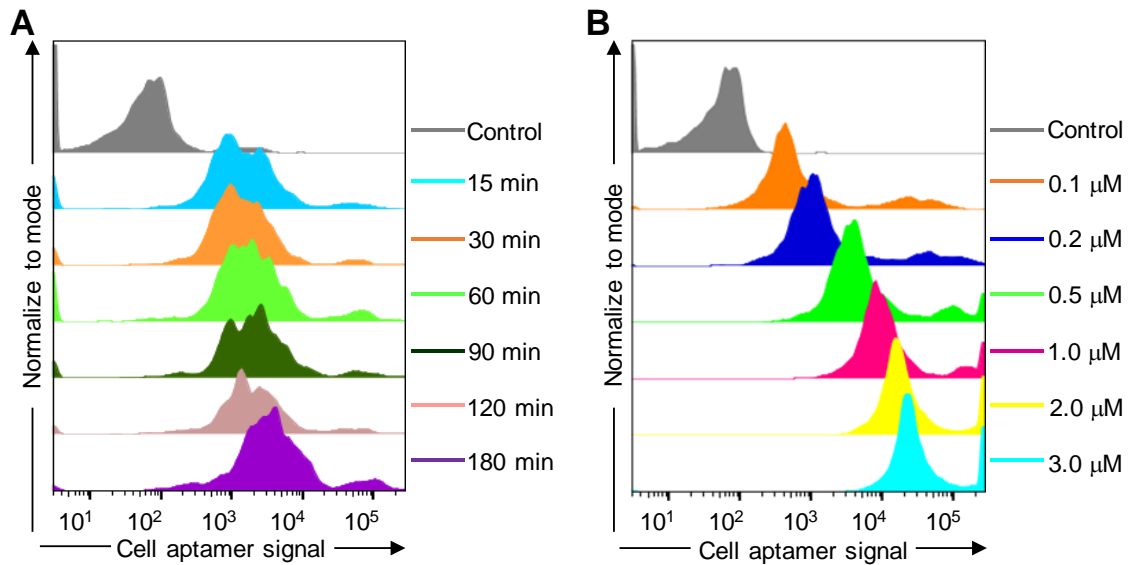 A
Normalize to mode
Control
15 min
30 min
60 min
90 min
120 min
180 min
10¹ 10² 10³ 10⁴ 10⁵
Cell aptamer signal
B
Normalize to mode
Control
0.1 µM
0.2 µM
0.5 µM
1.0 µM
2.0 µM
3.0 µM
10¹ 10² 10³ 10⁴ 10⁵
Cell aptamer signal